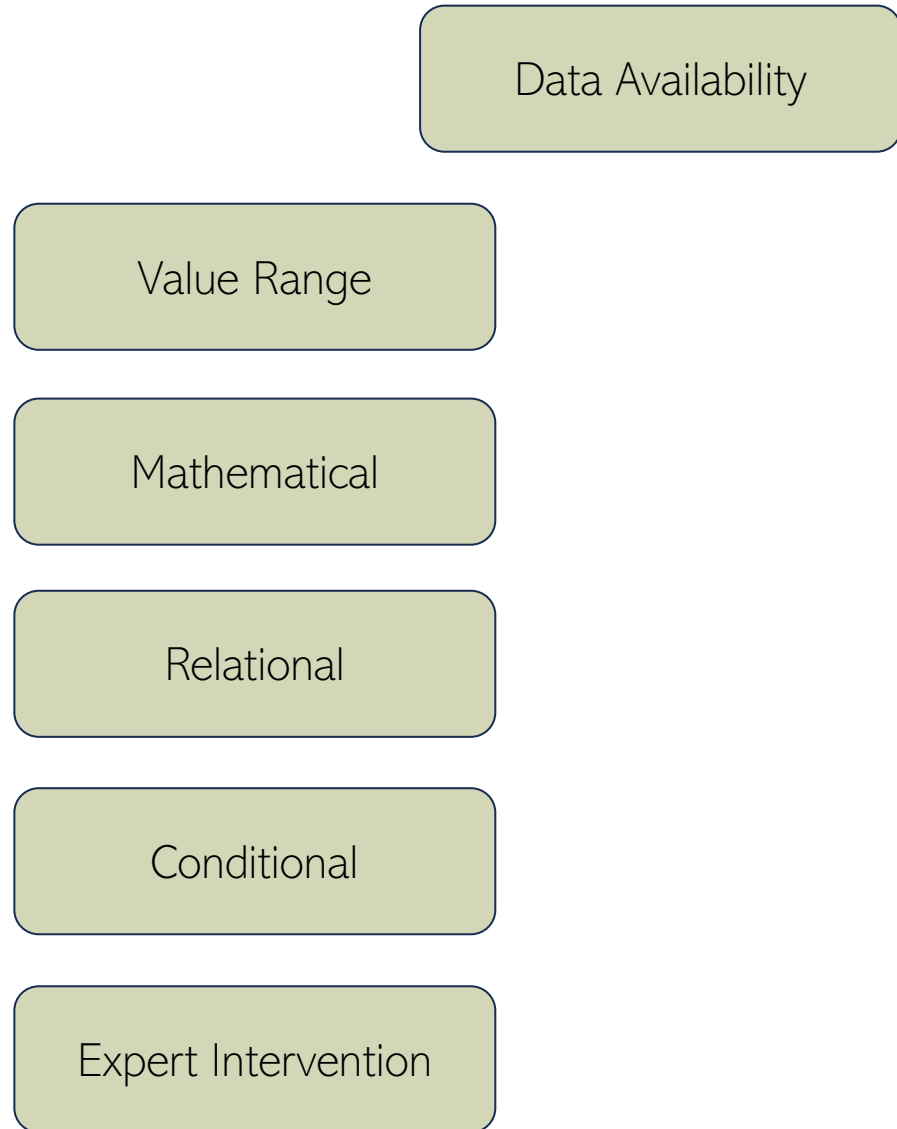 Data Availability
Value Range
Mathematical
Relational
Conditional
Expert Intervention